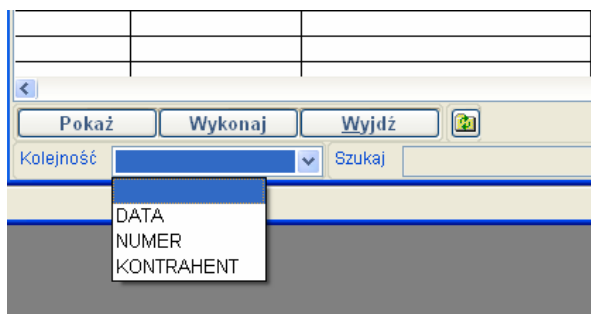 Pokaż Wykonaj Wyjdź
Kolejność Szukaj
DATA
NUMER
KONTRAHENT